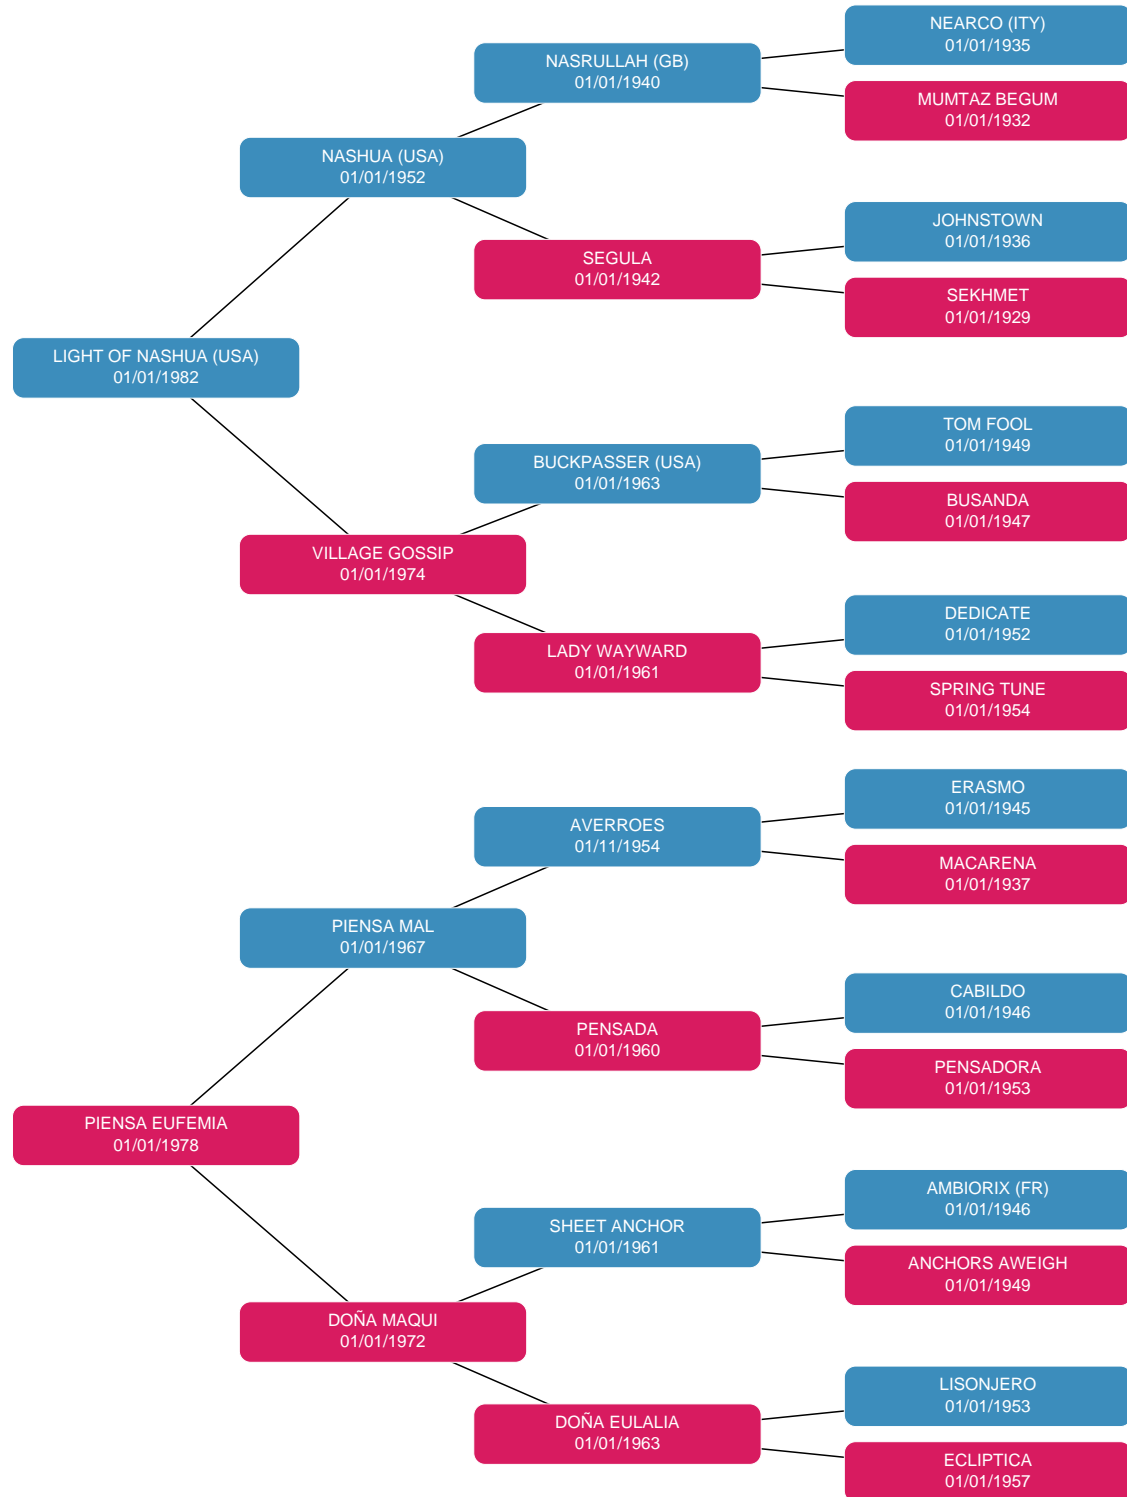 NEARCO (ITY)
01/01/1935
NASRULLAH (GB)
01/01/1940
MUMTAZ BEGUM
01/01/1932
NASHUA (USA)
01/01/1952
JOHNSTOWN
01/01/1936
SEGULA
01/01/1942
SEKHMET
01/01/1929
LIGHT OF NASHUA (USA)
01/01/1982
TOM FOOL
01/01/1949
BUCKPASSER (USA)
01/01/1963
BUSANDA
01/01/1947
VILLAGE GOSSIP
01/01/1974
DEDICATE
01/01/1952
LADY WAYWARD
01/01/1961
SPRING TUNE
01/01/1954
ERASMO
01/01/1945
AVERROES
01/11/1954
MACARENA
01/01/1937
PIENSA MAL
01/01/1967
CABILDO
01/01/1946
PENSADA
01/01/1960
PENSADORA
01/01/1953
PIENSA EUFEMIA
01/01/1978
AMBIORIX (FR)
01/01/1946
SHEET ANCHOR
01/01/1961
ANCHORS AWEIGH
01/01/1949
DOÑA MAQUI
01/01/1972
LISONJERO
01/01/1953
DOÑA EULALIA
01/01/1963
ECLIPTICA
01/01/1957